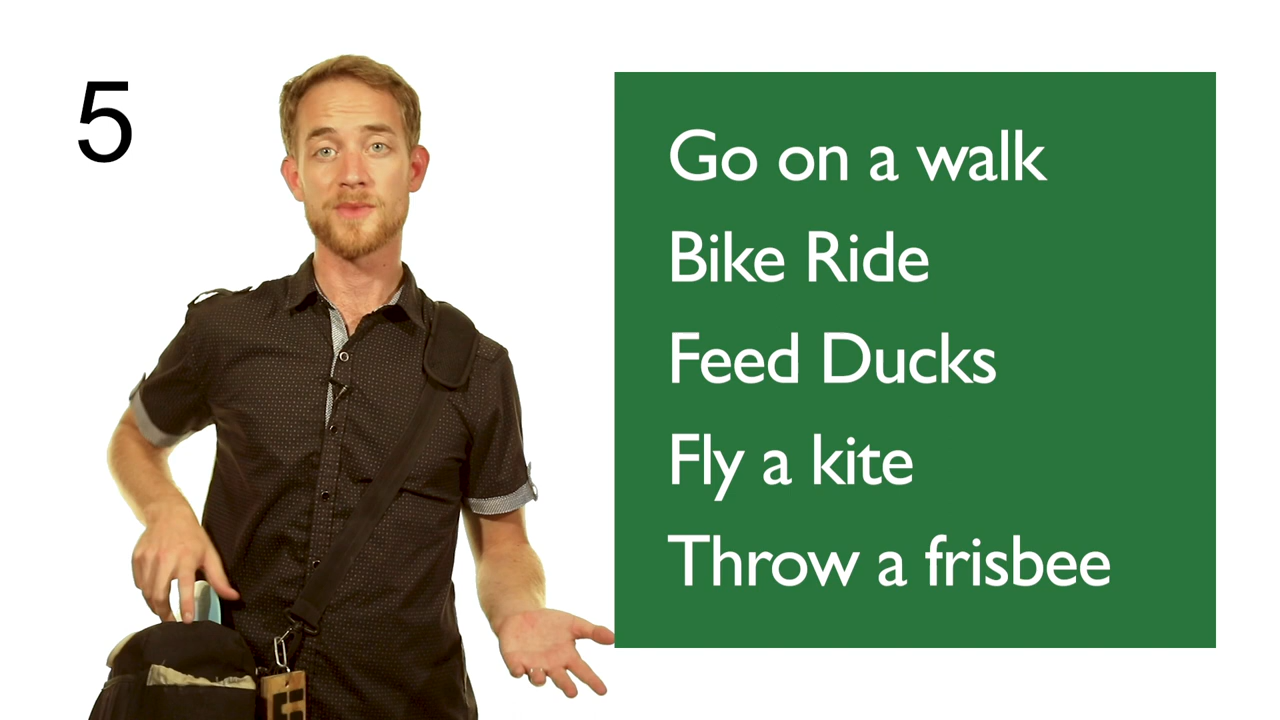 5
Go on a walk
Bike Ride
Feed Ducks
Fly a kite
Throw a frisbee